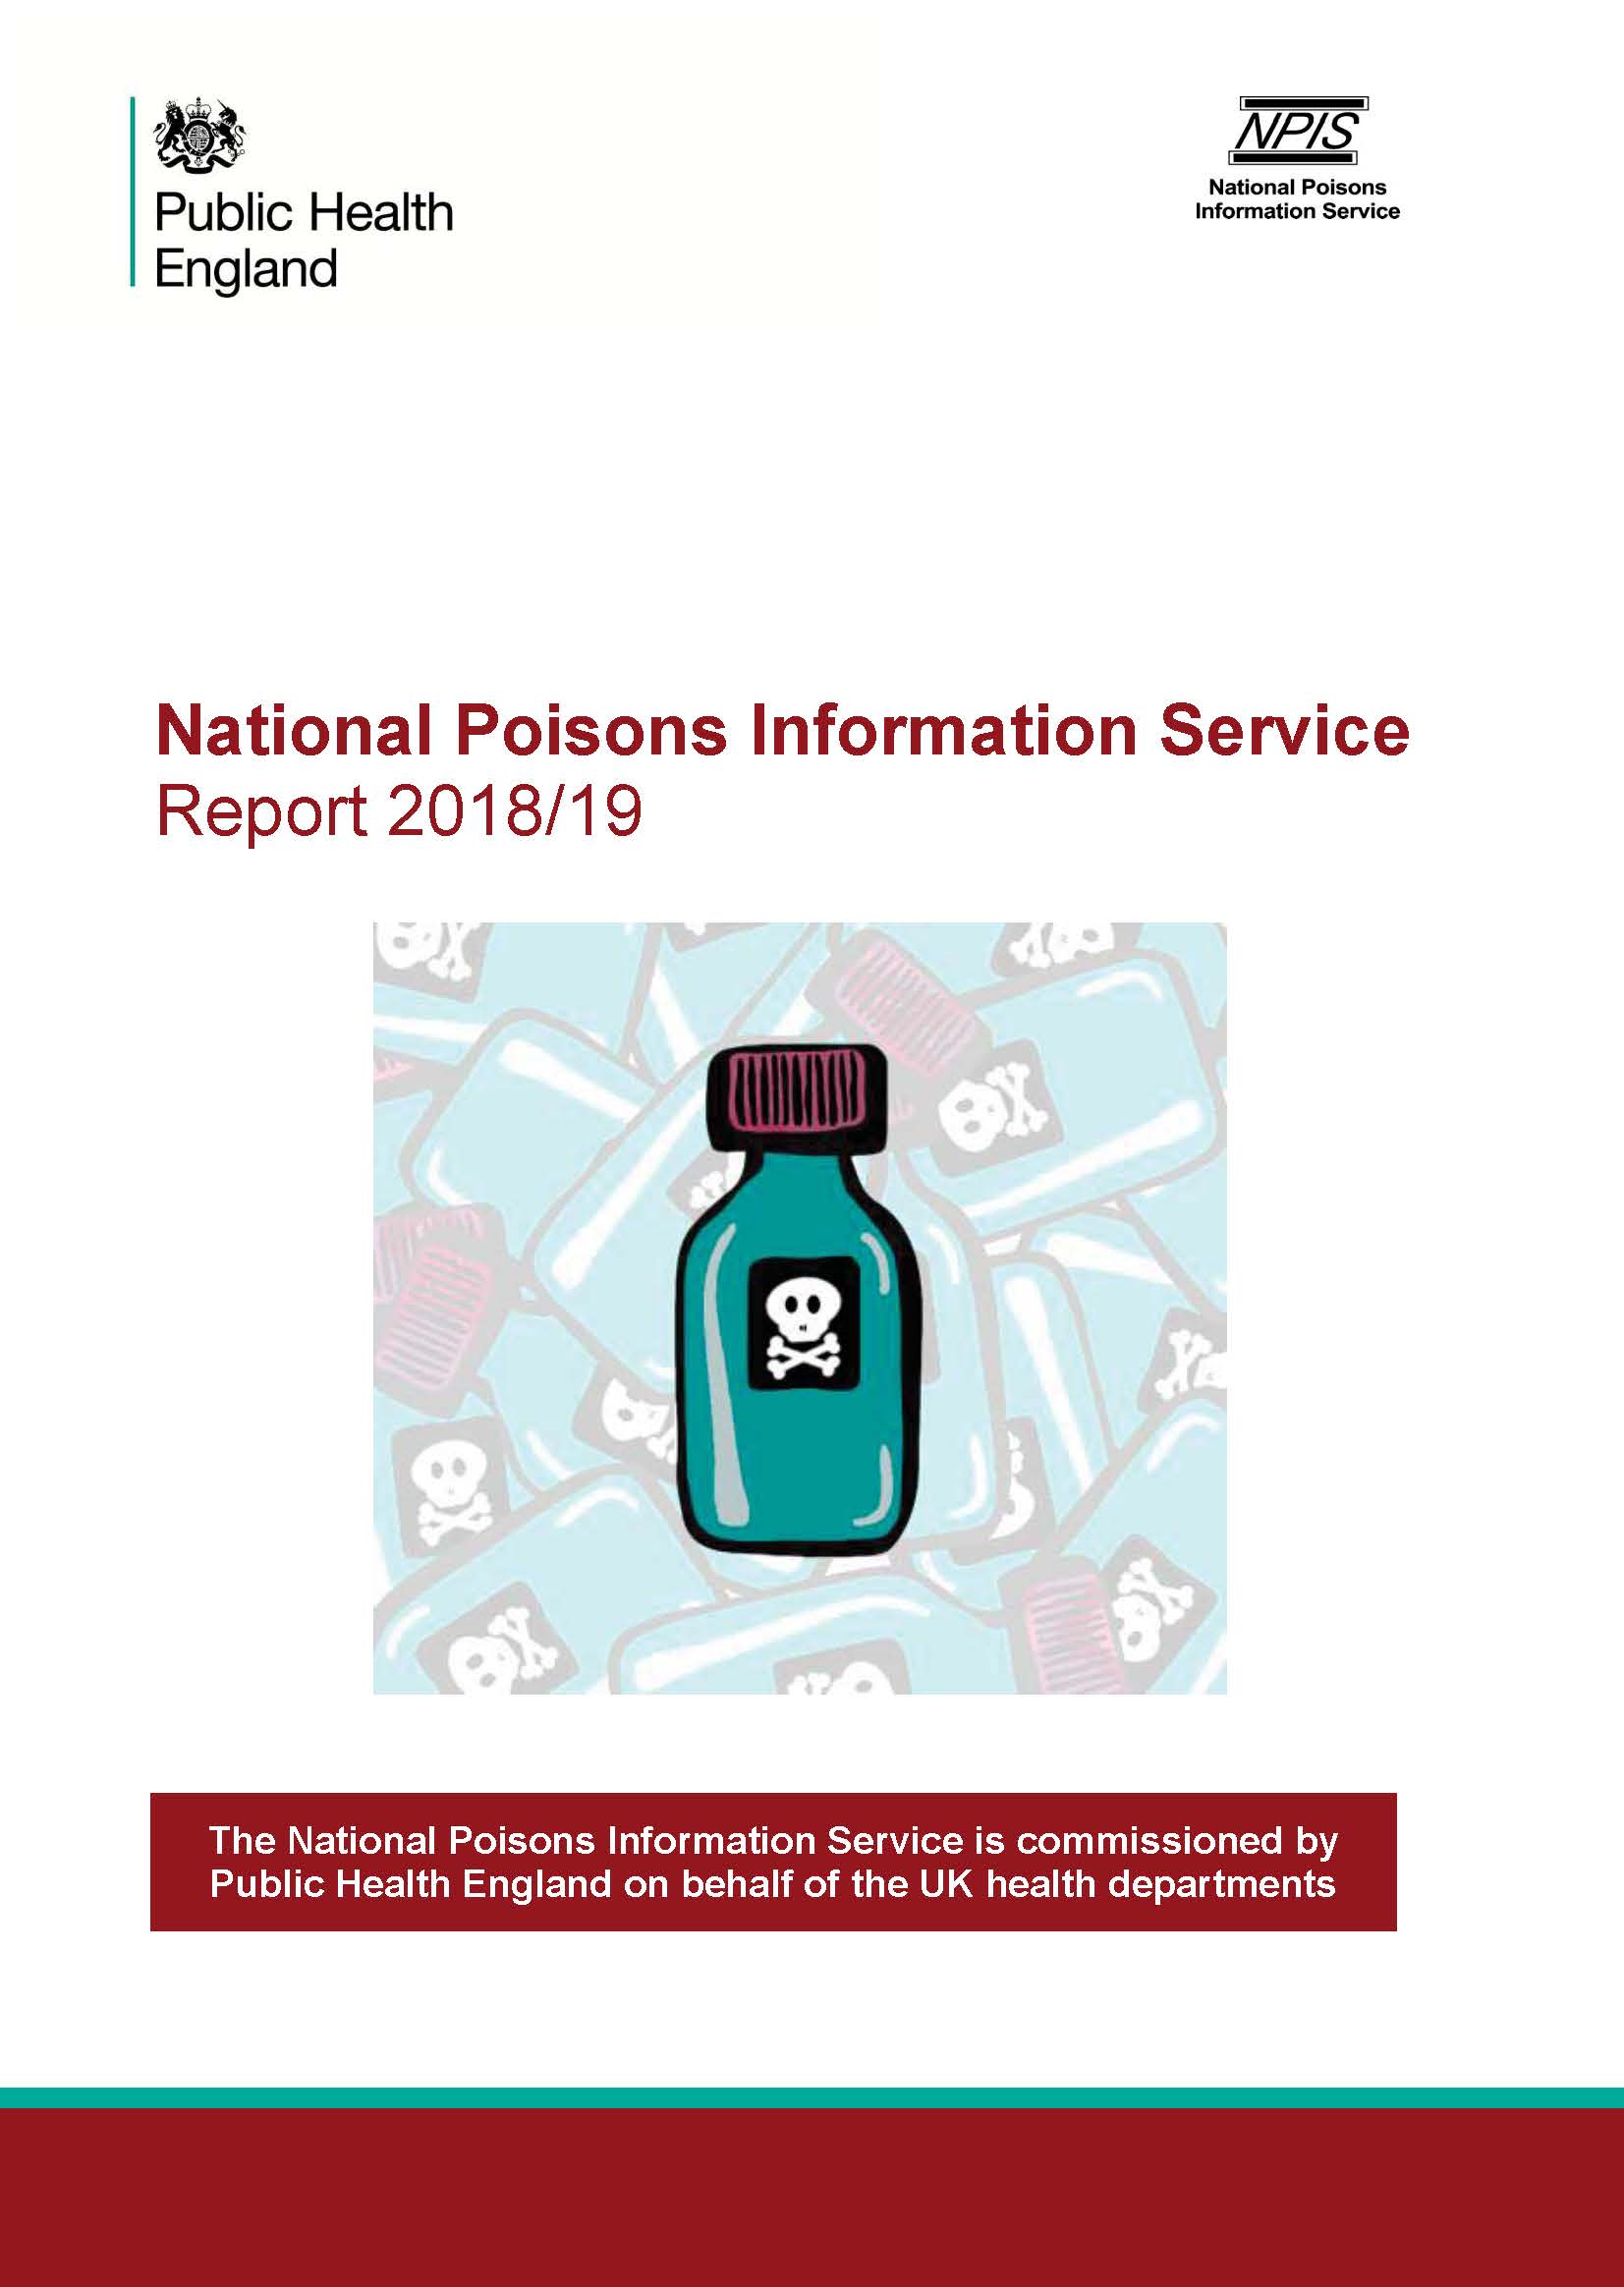 Public Health
England
NPIS
National Poisons
Information Service
National Poisons Information Service
Report 2018/19
The National Poisons Information Service is commissioned by
Public Health England on behalf of the UK health departments